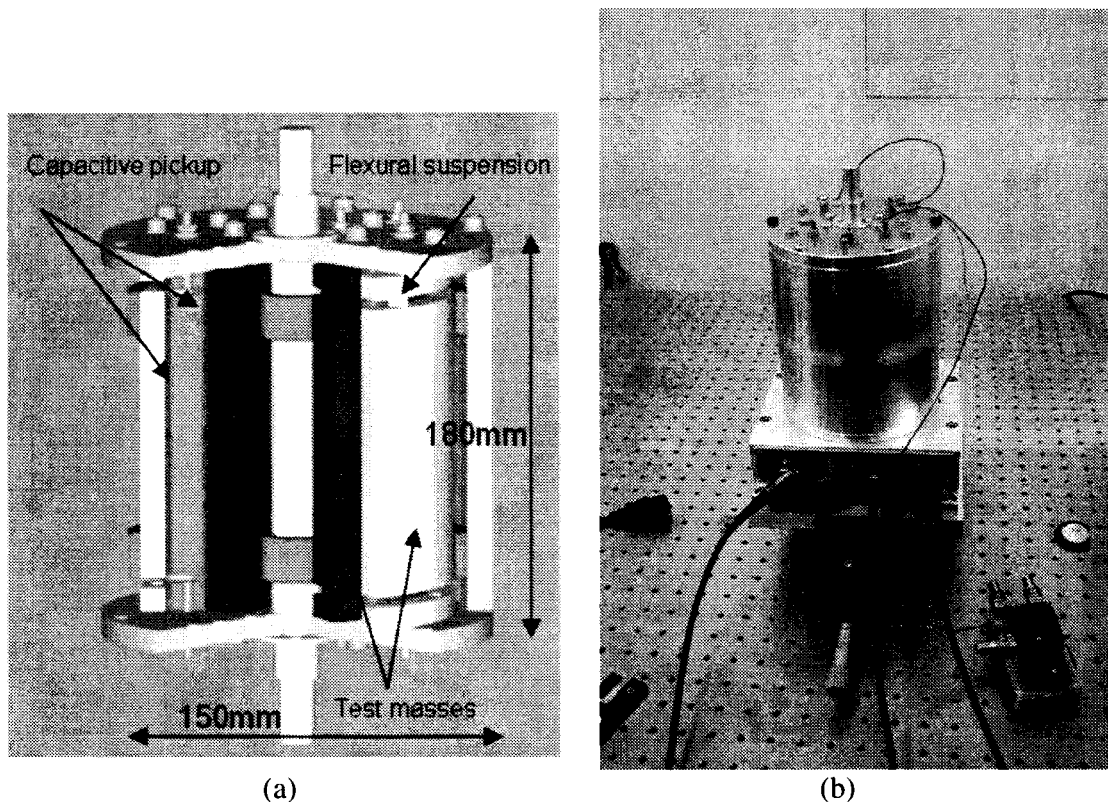 Capacitive pickup
Flexural suspension
180mm
150mm
Test masses
(a)
(b)